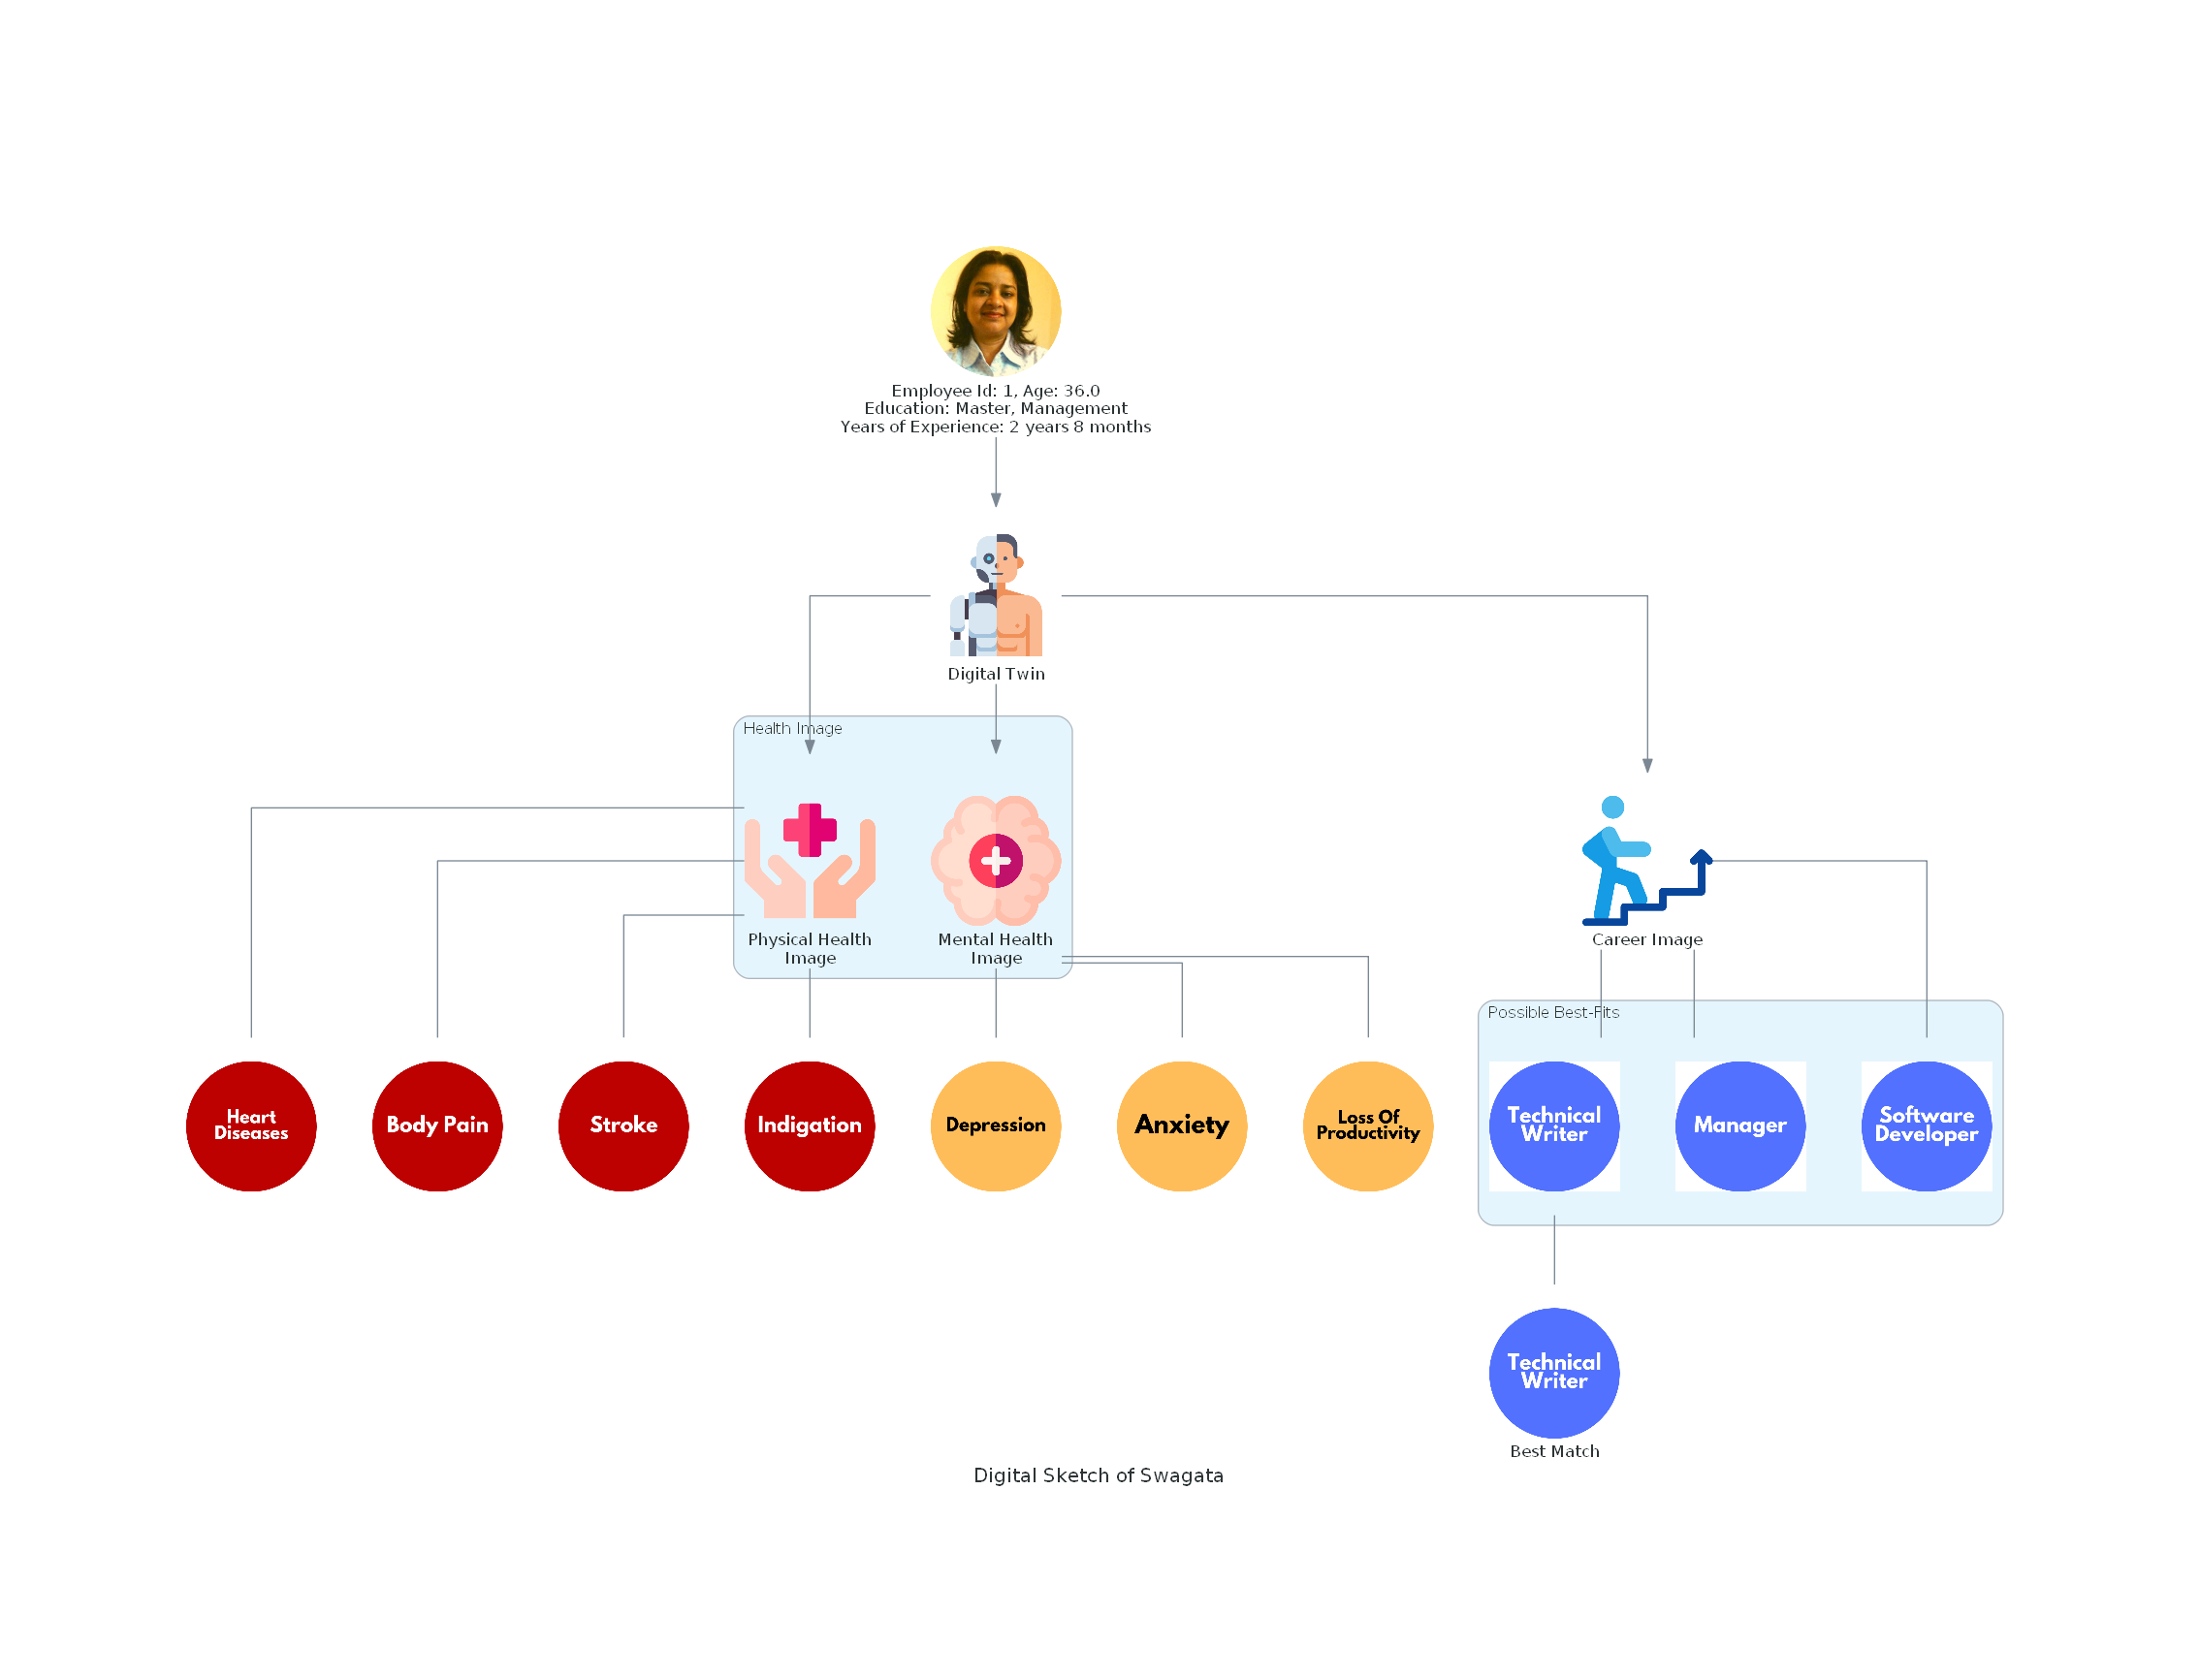 Employee Id: 1, Age: 36.0
Education: Master, Management
Years of Experience: 2 years 8 months
Digital Twin
Health Image
Physical Health
Image
Mental Health
Image
Career Image
Possible Best-Fits
Heart
Diseases
Body Pain
Stroke
Indigation
Depression
Anxiety
Loss Of
Productivity
Technical
Writer
Manager
Software
Developer
Technical
Writer
Best Match
Digital Sketch of Swagata